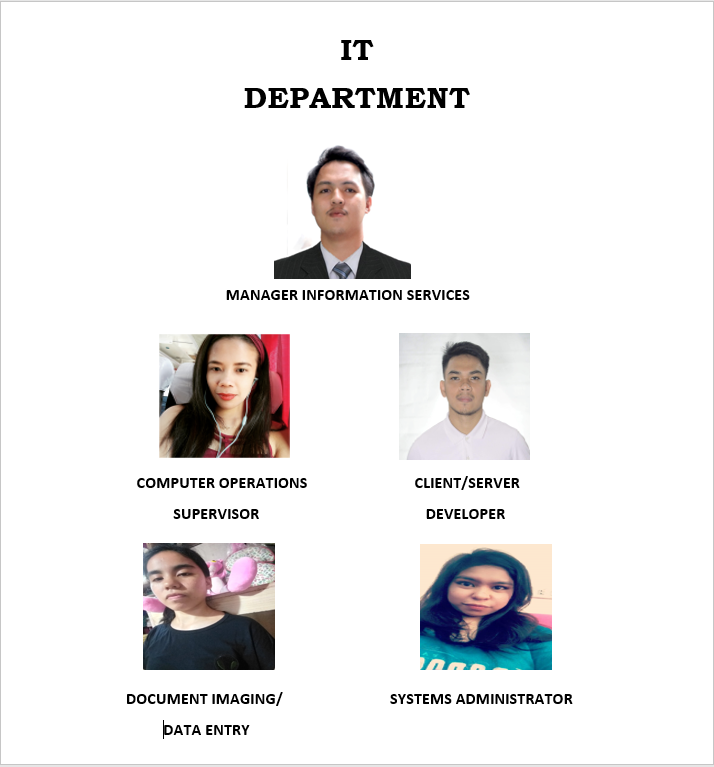 IT
DEPARTMENT
MANAGER INFORMATION SERVICES
COMPUTER OPERATIONS
SUPERVISOR
CLIENT/SERVER
DEVELOPER
DOCUMENT IMAGING/
DATA ENTRY
SYSTEMS ADMINISTRATOR